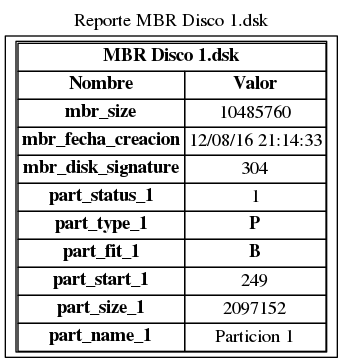 Reporte MBR Disco 1.dsk
MBR Disco 1.dsk
Nombre Valor
mbr_size 10485760
mbr_fecha_creacion 12/08/16 21:14:33
mbr_disk_signature 304
part_status_1 1
part_type_1 P
part_fit_1 B
part_start_1 249
part_size_1 2097152
part_name_1 Particion 1